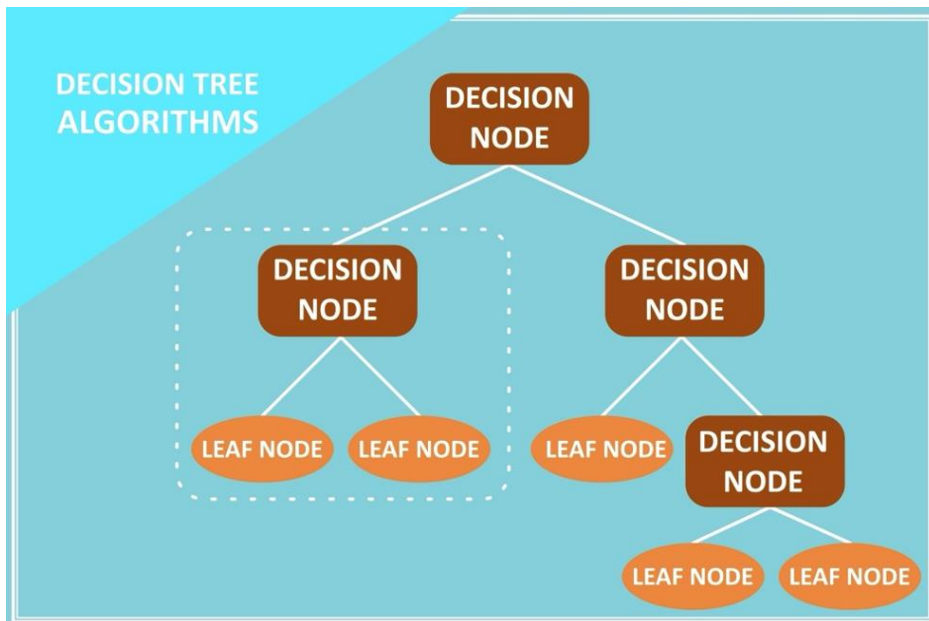 DECISION TREE
ALGORITHMS
DECISION
NODE
DECISION
NODE
DECISION
NODE
LEAF NODE
LEAF NODE
LEAF NODE
DECISION
NODE
LEAF NODE
LEAF NODE